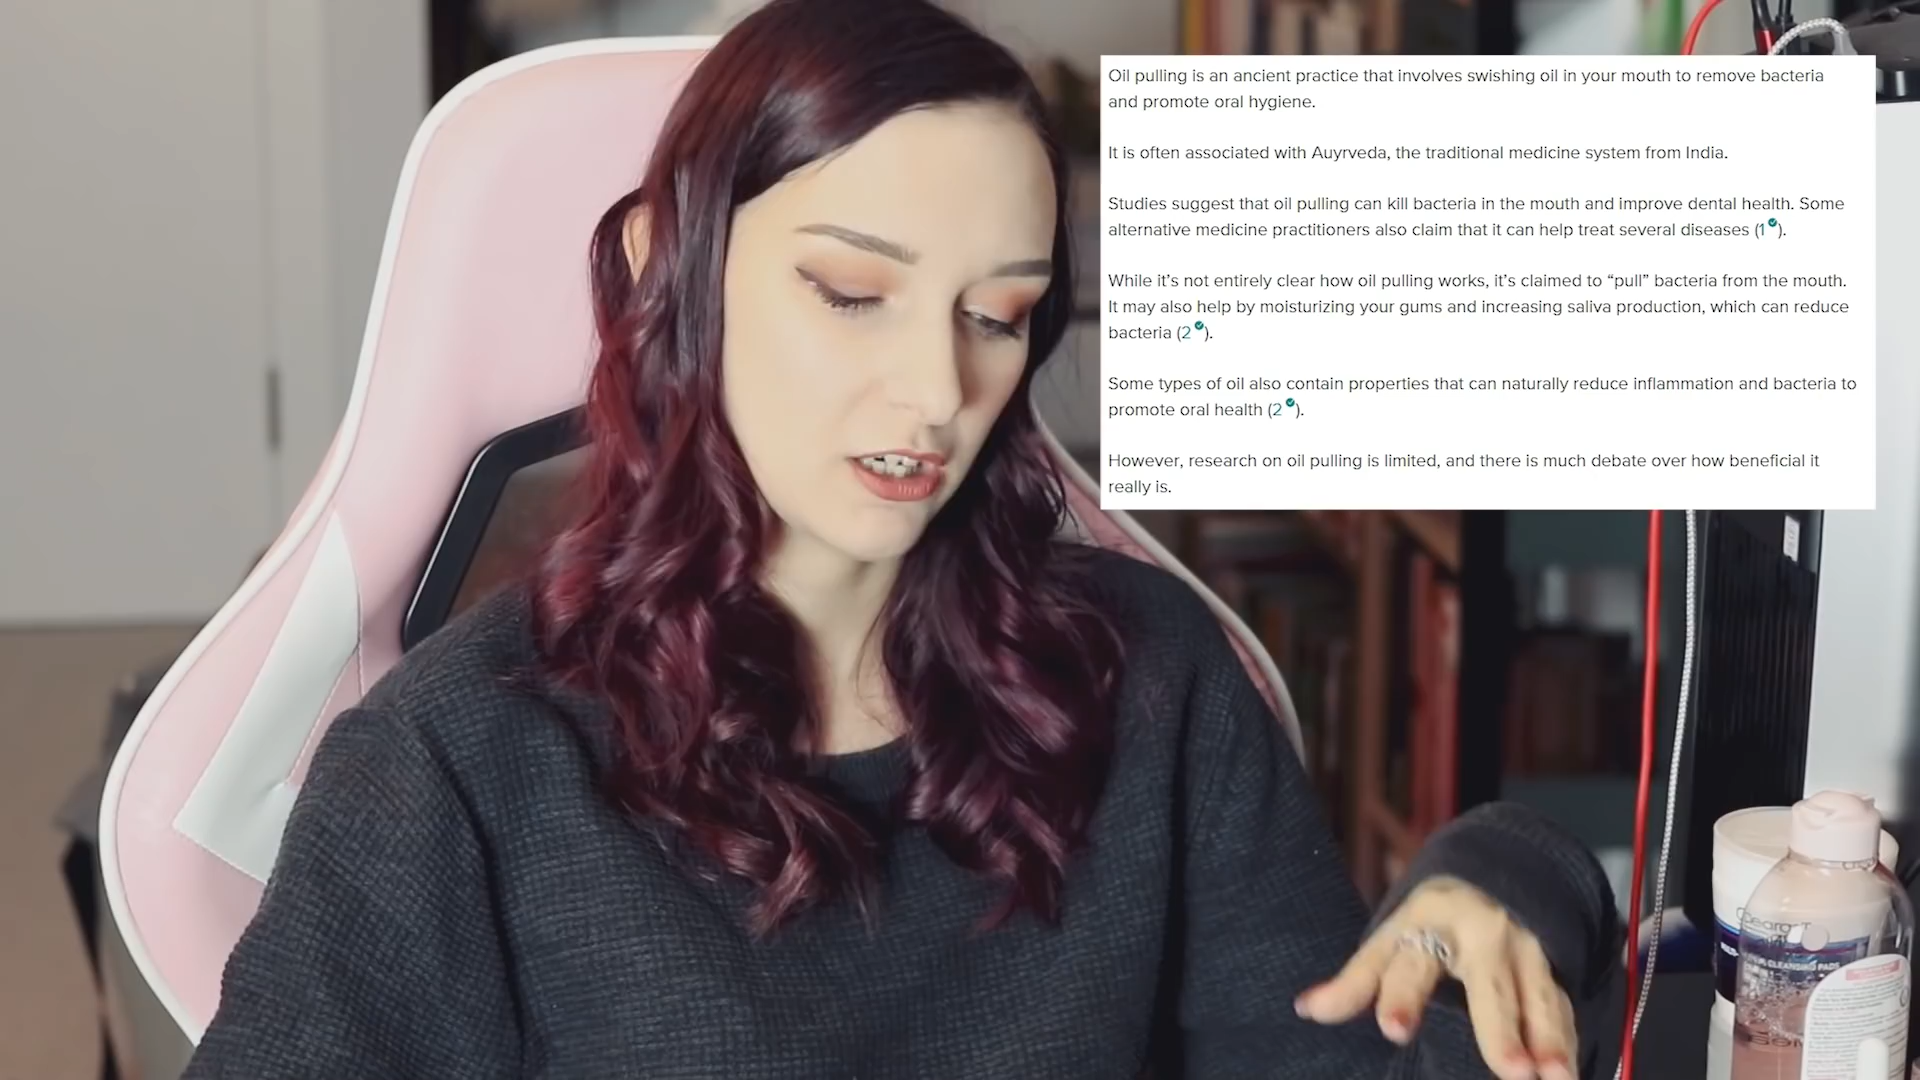 Oil pulling is an ancient practice that involves swishing oil in your mouth to remove bacteria
and promote oral hygiene.
It is often associated with Auyrveda, the traditional medicine system from India.
Studies suggest that oil pulling can kill bacteria in the mouth and improve dental health. Some
alternative medicine practitioners also claim that it can help treat several diseases (1).
While it’s not entirely clear how oil pulling works, it’s claimed to “pull” bacteria from the mouth.
It may also help by moisturizing your gums and increasing saliva production, which can reduce
bacteria (2).
Some types of oil also contain properties that can naturally reduce inflammation and bacteria to
promote oral health (2).
However, research on oil pulling is limited, and there is much debate over how beneficial it
really is.
CLEANSING PADS